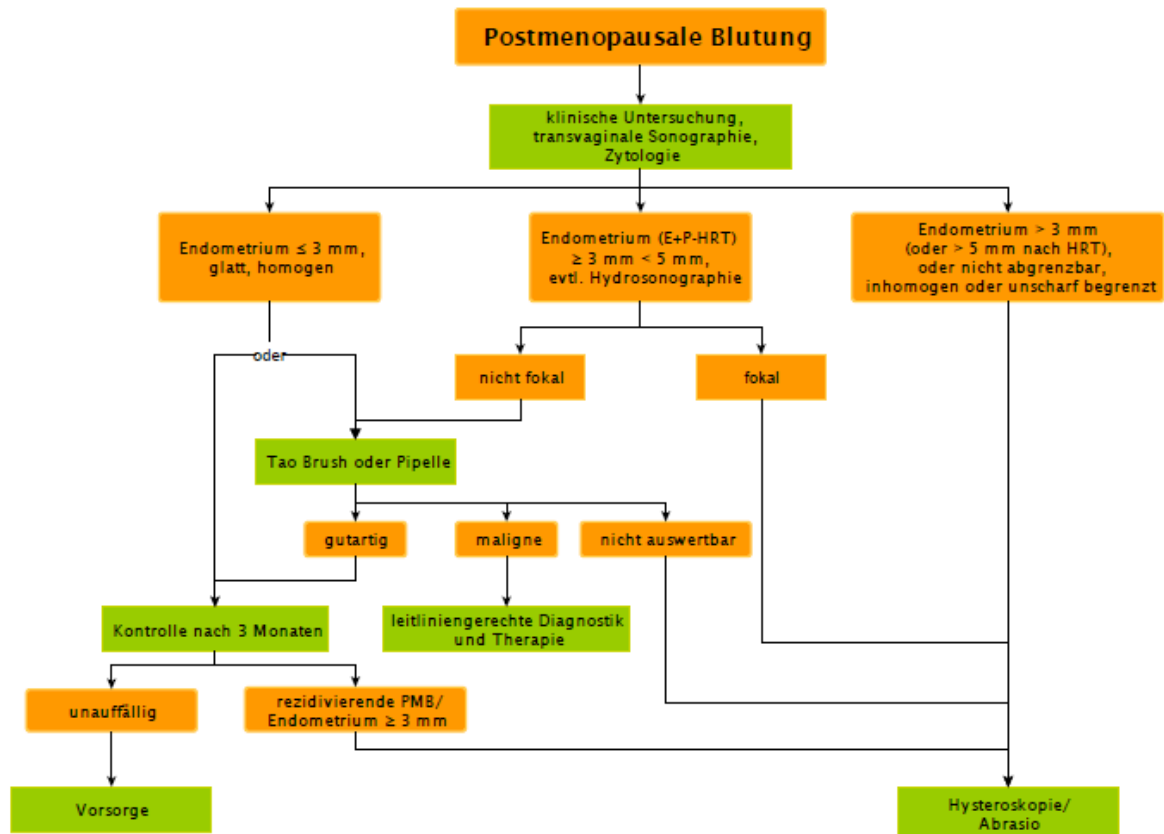 Postmenopausale Blutung
klinische Untersuchung,
transvaginale Sonographie,
Zytologie
Endometrium ≤ 3 mm,
glatt, homogen
Endometrium (E+P-HRT)
≥ 3 mm < 5 mm,
evtl. Hydrosonographie
Endometrium > 3 mm
(oder > 5 mm nach HRT),
oder nicht abgrenzbar,
inhomogen oder unscharf begrenzt
oder
nicht fokal
fokal
Tao Brush oder Pipelle
gutartig
maligne
nicht auswertbar
Kontrolle nach 3 Monaten
leitliniengerechte Diagnostik
und Therapie
unauffällig
rezidivierende PMB/
Endometrium ≥ 3 mm
Vorsorge
Hysteroskopie/
Abrasio